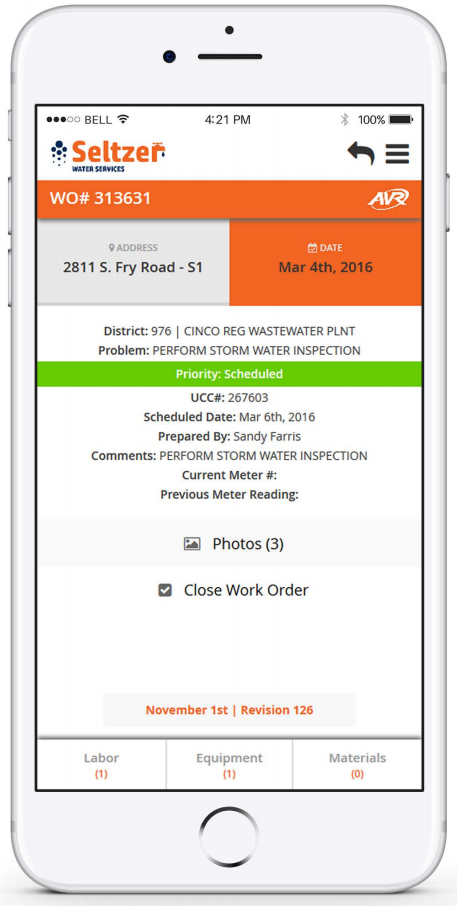 BELL 4:21 PM 100%
Seltzer
WATER SERVICES
WO# 313631 AVR
ADDRESS
2811 S. Fry Road - S1
DATE
Mar 4th, 2016
District: 976 | CINCO REG WASTEWATER PLNT
Problem: PERFORM STORM WATER INSPECTION
Priority: Scheduled
UCC#: 267603
Scheduled Date: Mar 6th, 2016
Prepared By: Sandy Farris
Comments: PERFORM STORM WATER INSPECTION
Current Meter #:
Previous Meter Reading:
Photos (3)
Close Work Order
November 1st | Revision 126
Labor
(1)
Equipment
(1)
Materials
(0)